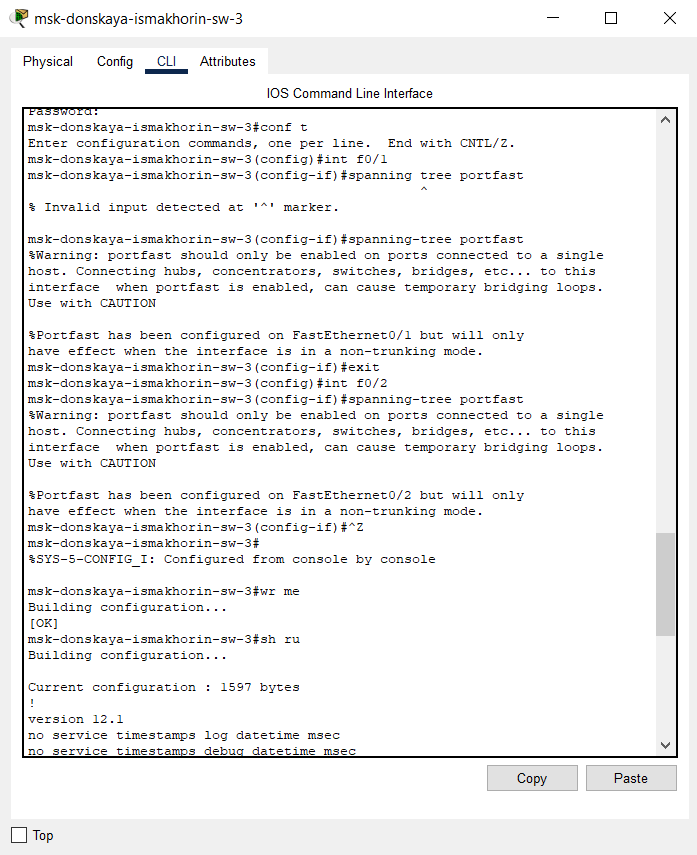 msk-donskaya-ismakhorin-sw-3
Physical Config CLI Attributes
IOS Command Line Interface
Password:
msk-donskaya-ismakhorin-sw-3#conf t
Enter configuration commands, one per line.  End with CNTL/Z.
msk-donskaya-ismakhorin-sw-3(config)#int f0/1
msk-donskaya-ismakhorin-sw-3(config-if)#spanning tree portfast
^
% Invalid input detected at '^' marker.
msk-donskaya-ismakhorin-sw-3(config-if)#spanning-tree portfast
%Warning: portfast should only be enabled on ports connected to a single
host. Connecting hubs, concentrators, switches, bridges, etc... to this
interface  when portfast is enabled, can cause temporary bridging loops.
Use with CAUTION
%Portfast has been configured on FastEthernet0/1 but will only
have effect when the interface is in a non-trunking mode.
msk-donskaya-ismakhorin-sw-3(config-if)#exit
msk-donskaya-ismakhorin-sw-3(config)#int f0/2
msk-donskaya-ismakhorin-sw-3(config-if)#spanning-tree portfast
%Warning: portfast should only be enabled on ports connected to a single
host. Connecting hubs, concentrators, switches, bridges, etc... to this
interface  when portfast is enabled, can cause temporary bridging loops.
Use with CAUTION
%Portfast has been configured on FastEthernet0/2 but will only
have effect when the interface is in a non-trunking mode.
msk-donskaya-ismakhorin-sw-3(config-if)#^Z
msk-donskaya-ismakhorin-sw-3#
%SYS-5-CONFIG_I: Configured from console by console
msk-donskaya-ismakhorin-sw-3#wr me
Building configuration...
[OK]
msk-donskaya-ismakhorin-sw-3#sh ru
Building configuration...
Current configuration : 1597 bytes
!
version 12.1
no service timestamps log datetime msec
no service timestamps debug datetime msec
Copy Paste
Top